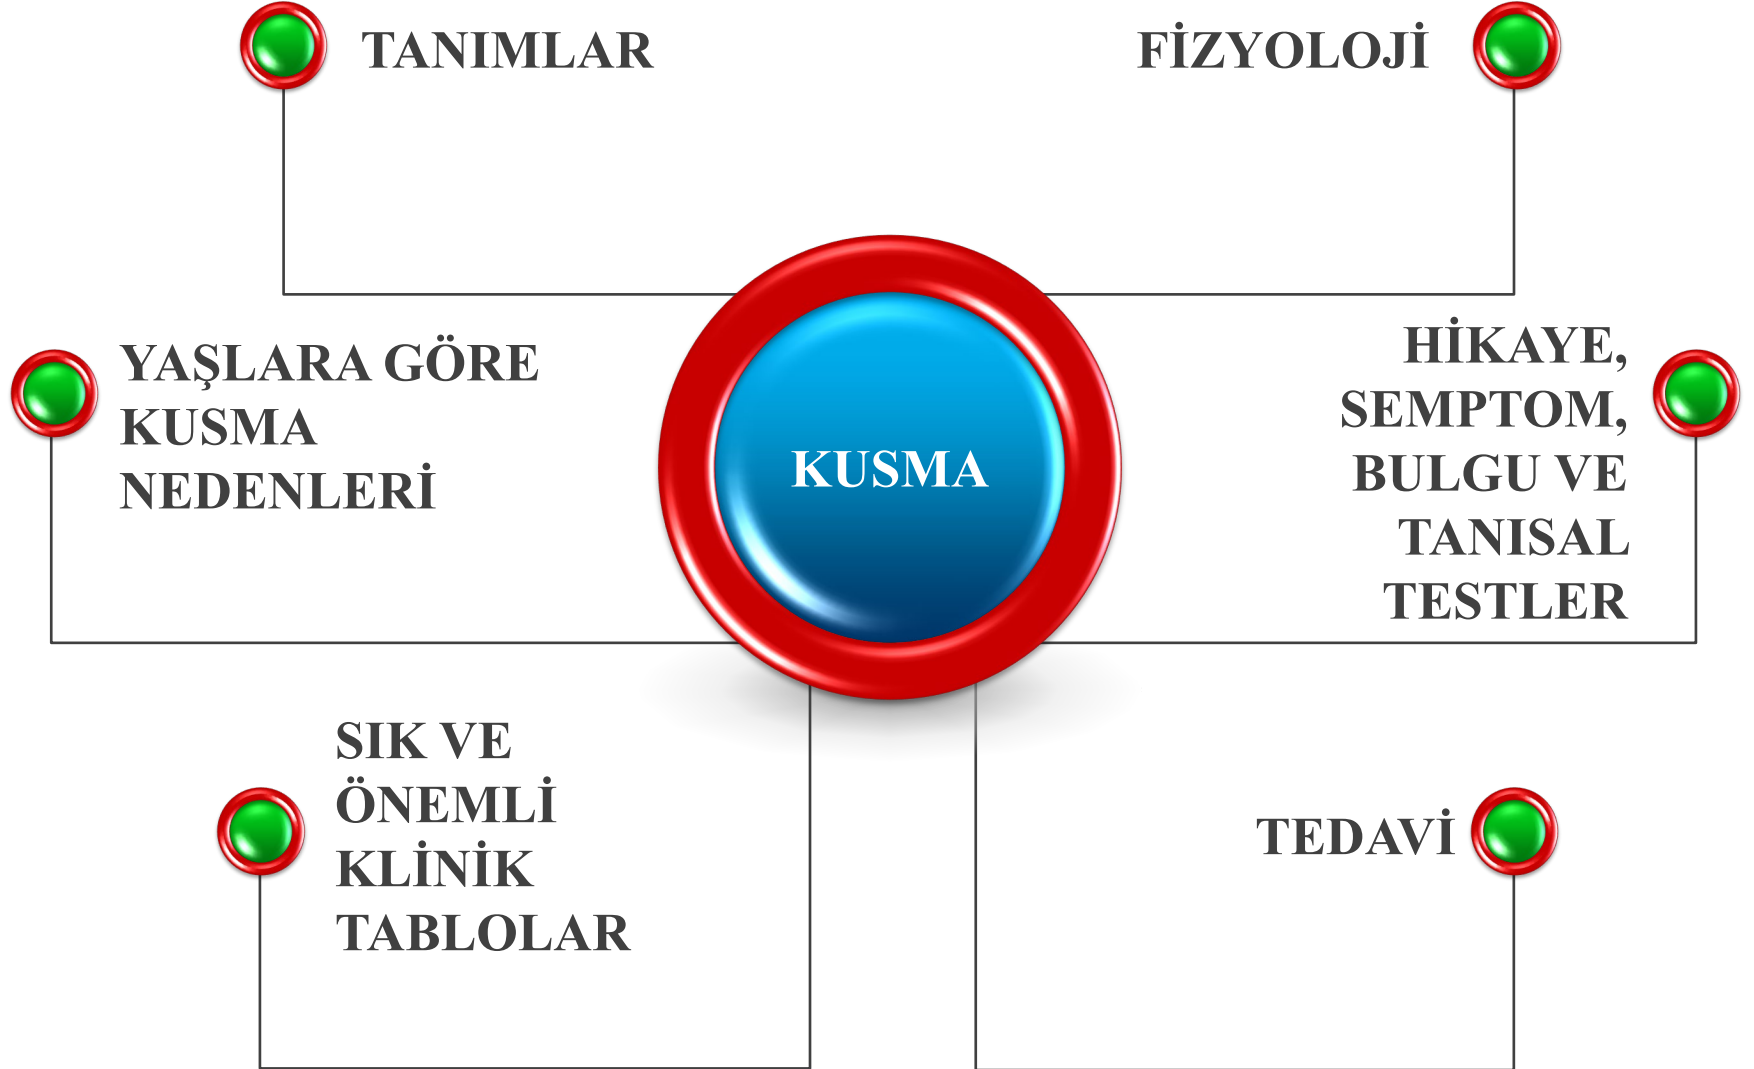 TANIMLAR
FİZYOLOJİ
YAŞLARA GÖRE
KUSMA
NEDENLERİ
KUSMA
HİKAYE,
SEMPTOM,
BULGU VE
TANISAL
TESTLER
SIK VE
ÖNEMLİ
KLİNİK
TABLOLAR
TEDAVİ